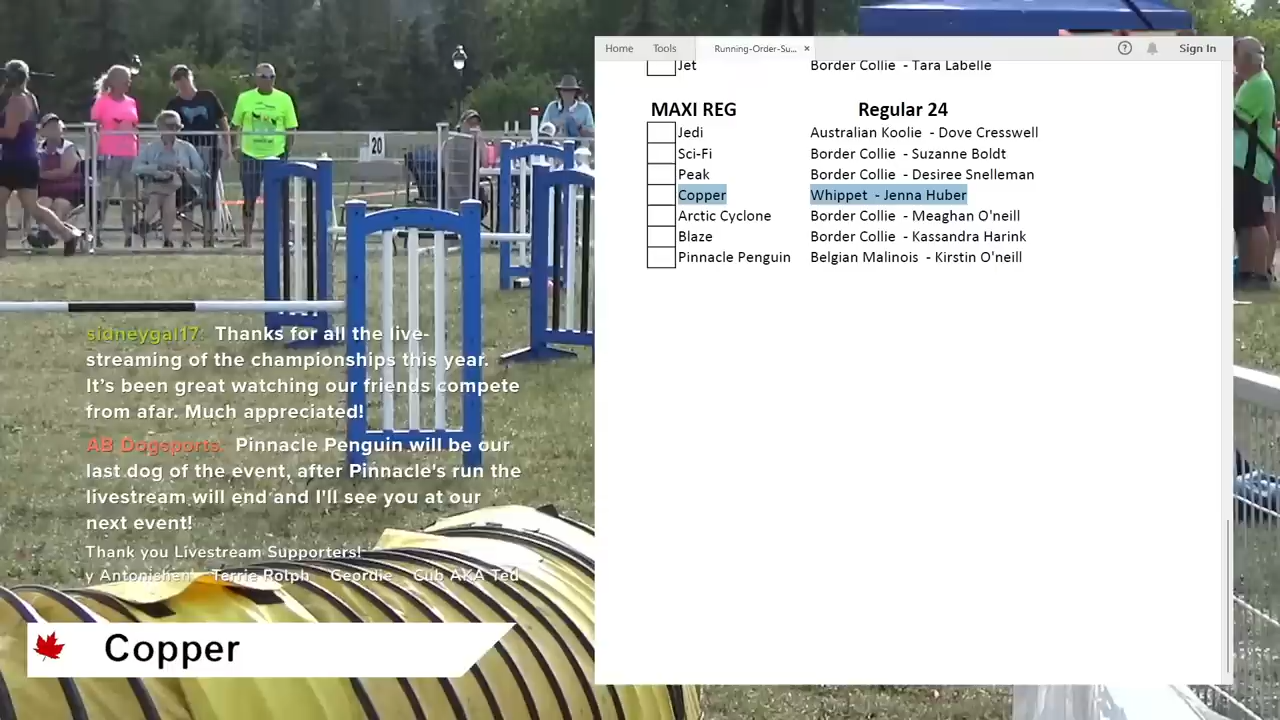 Home Tools Running-Order-Su... × ? Sign In
Jet Border Collie - Tara Labelle
MAXI REG Regular 24
Jedi Australian Koolie - Dove Cresswell
Sci-Fi Border Collie - Suzanne Boldt
Peak Border Collie - Desiree Snelleman
Copper Whippet - Jenna Huber
Arctic Cyclone Border Collie - Meaghan O'neill
Blaze Border Collie - Kassandra Harink
Pinnacle Penguin Belgian Malinois - Kirstin O'neill
20
sidneygal17: Thanks for all the live-
streaming of the championships this year.
It's been great watching our friends compete
from afar. Much appreciated!
AB Dogsports: Pinnacle Penguin will be our
last dog of the event, after Pinnacle's run the
livestream will end and I'll see you at our
next event!
Thank you Livestream Supporters!
y Antonishen Terrie Rolph Geordie Cub AKA Ted
Copper